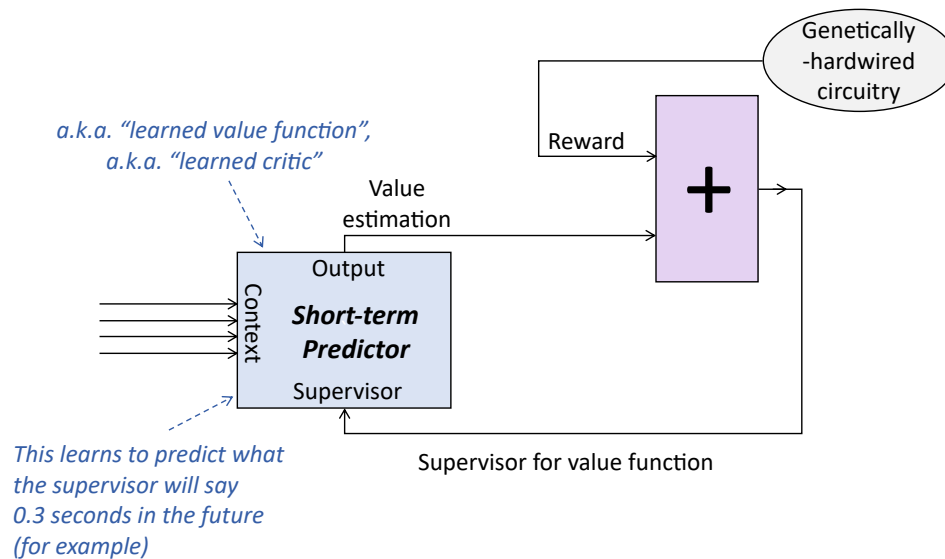 Genetically
-hardwired
circuitry
a.k.a. “learned value function”,
a.k.a. “learned critic”
Reward
+
Value
estimation
Output
Context
Short-term
Predictor
Supervisor
This learns to predict what
the supervisor will say
0.3 seconds in the future
(for example)
Supervisor for value function